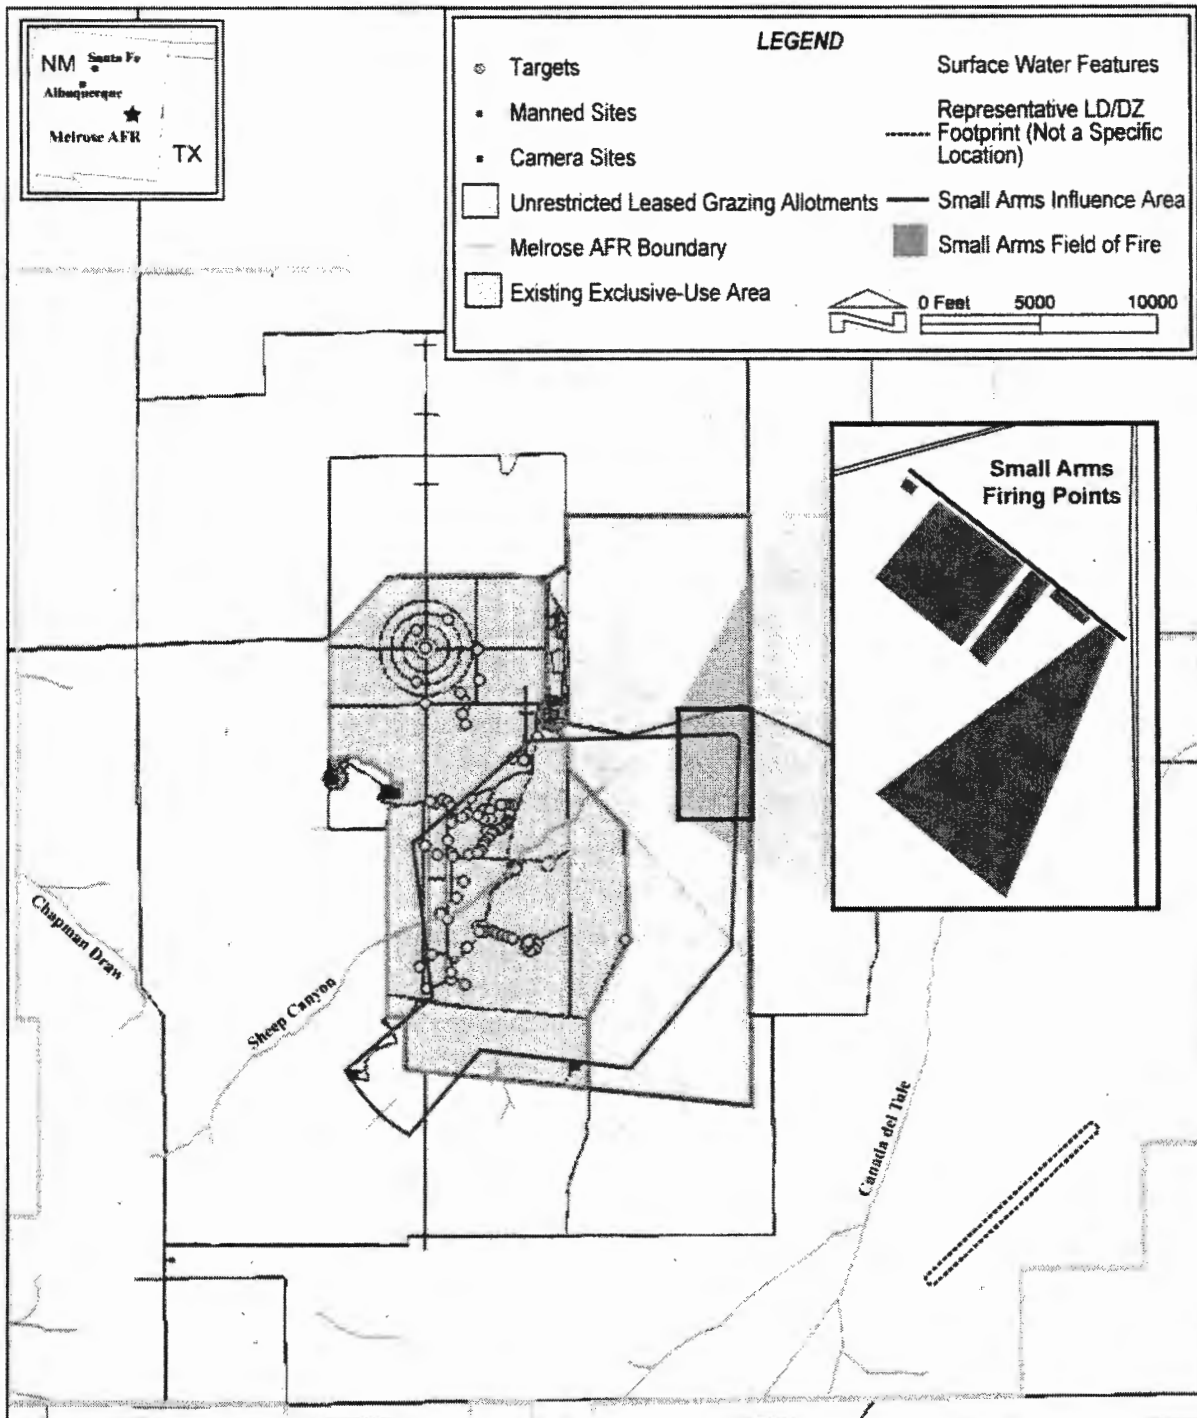 NM
Santa Fe
Albuquerque
Melrose AFR
TX
LEGEND
Targets
Manned Sites
Camera Sites
Unrestricted Leased Grazing Allotments
Melrose AFR Boundary
Existing Exclusive-Use Area
Surface Water Features
Representative LD/DZ
Footprint (Not a Specific
Location)
Small Arms Influence Area
Small Arms Field of Fire
0 Feet 5000 10000
Small Arms
Firing Points
Chapman Draw
Sheep Canyon
Canada del Tule